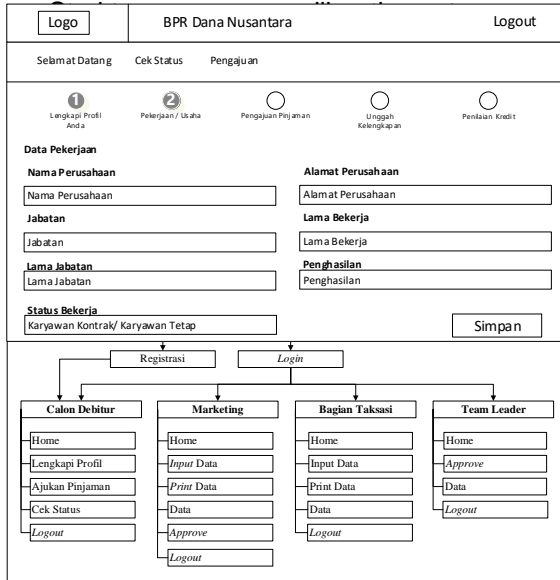 Logo
BPR Dana Nusantara
Logout
Selamat Datang Cek Status Pengajuan
1 2
Lengkapi Profil
Anda
Pekerjaan / Usaha
Pengajuan Pinjaman
Unggah
Kelengkapan
Penilaian Kredit
Data Pekerjaan
Nama Perusahaan
Nama Perusahaan
Alamat Perusahaan
Alamat Perusahaan
Jabatan
Jabatan
Lama Bekerja
Lama Bekerja
Lama Jabatan
Lama Jabatan
Penghasilan
Penghasilan
Status Bekerja
Karyawan Kontrak/ Karyawan Tetap
Simpan
Registrasi
Login
Calon Debitur
Home
Lengkapi Profil
Ajukan Pinjaman
Cek Status
Logout
Marketing
Home
Input Data
Print Data
Data
Approve
Logout
Bagian Taksasi
Home
Input Data
Print Data
Data
Logout
Team Leader
Home
Approve
Data
Logout